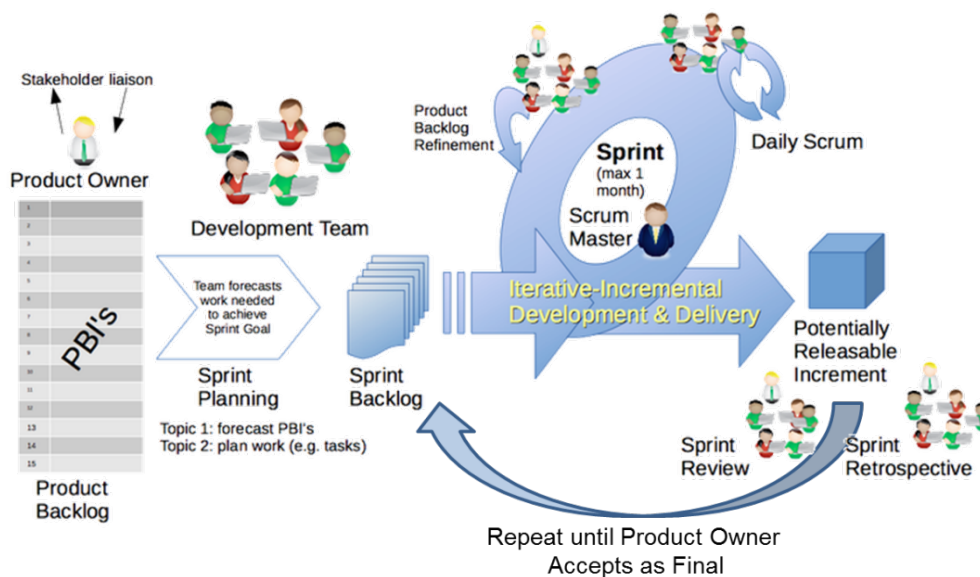 Stakeholder liaison
Product Owner
1
2
3
4
5
6
7
8
9
10
11
12
13
14
15
PBI's
Product
Backlog
Development Team
Team forecasts
work needed
to achieve
Sprint Goal
Sprint
Planning
Topic 1: forecast PBI's
Topic 2: plan work (e.g. tasks)
Sprint
Backlog
Product
Backlog
Refinement
Sprint
(max 1
month)
Scrum
Master
Daily Scrum
Iterative-Incremental
Development & Delivery
Potentially
Releasable
Increment
Sprint
Review
Sprint
Retrospective
Repeat until Product Owner
Accepts as Final